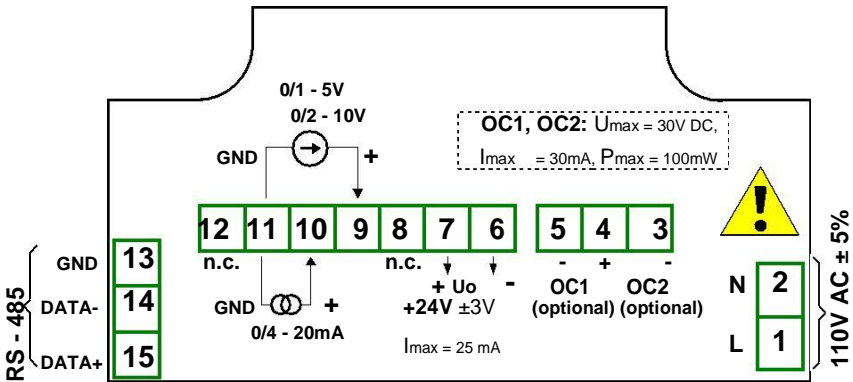 0/1 - 5V
0/2 - 10V
GND
+
OC1, OC2: Umax = 30V DC,
Imax = 30mA, Pmax = 100mW
12 11 10 9 8 7 6 5 4 3
n.c.
n.c.
GND
+
0/4 - 20mA
+ Uo -
+24V ±3V
Imax = 25 mA
- + -
OC1 OC2
(optional) (optional)
!
RS - 485
GND 13
DATA- 14
DATA+ 15
N 2
L 1
110V AC ± 5%